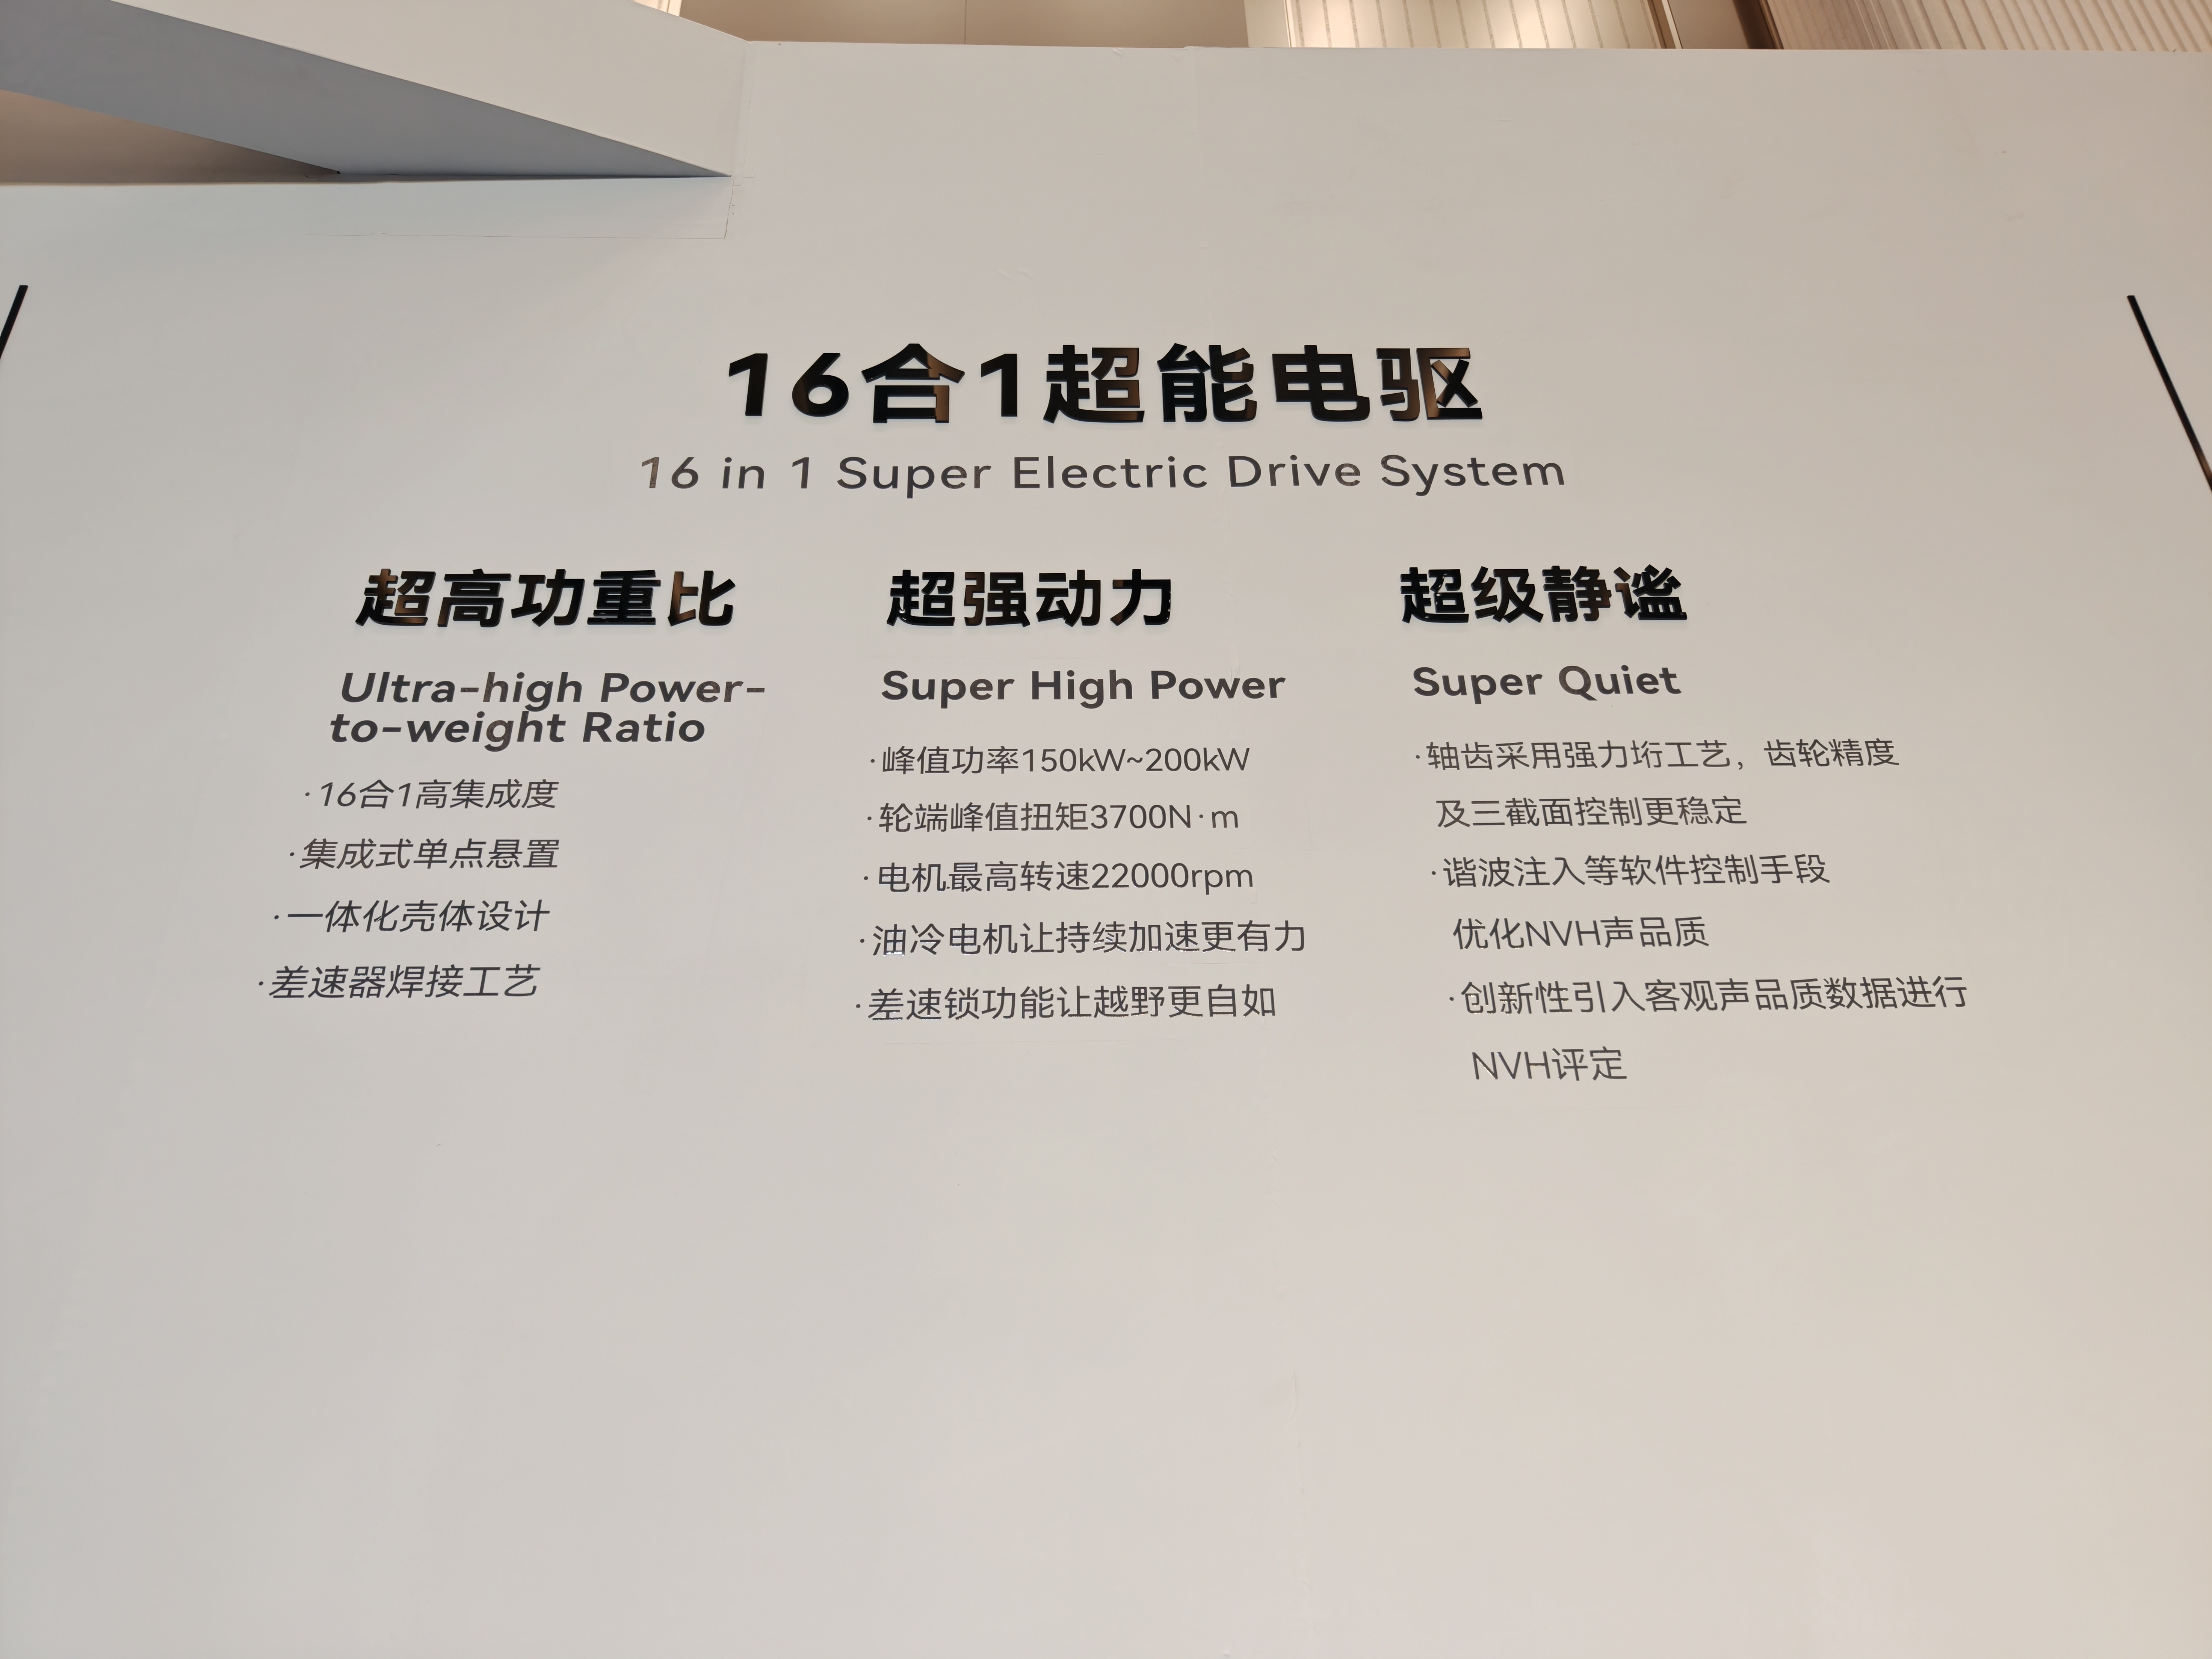 16合1超能电驱
16 in 1 Super Electric Drive System
超高功重比
Ultra-high Power-
to-weight Ratio
·16合1高集成度
·集成式单点悬置
·一体化壳体设计
·差速器焊接工艺
超强动力
Super High Power
·峰值功率150kW~200kW
·轮端峰值扭矩3700N·m
·电机最高转速22000rpm
·油冷电机让持续加速更有力
·差速锁功能让越野更自如
超级静谧
Super Quiet
·轴齿采用强力珩工艺，齿轮精度
及三截面控制更稳定
·谐波注入等软件控制手段
优化NVH声品质
·创新性引入客观声品质数据进行
NVH评定